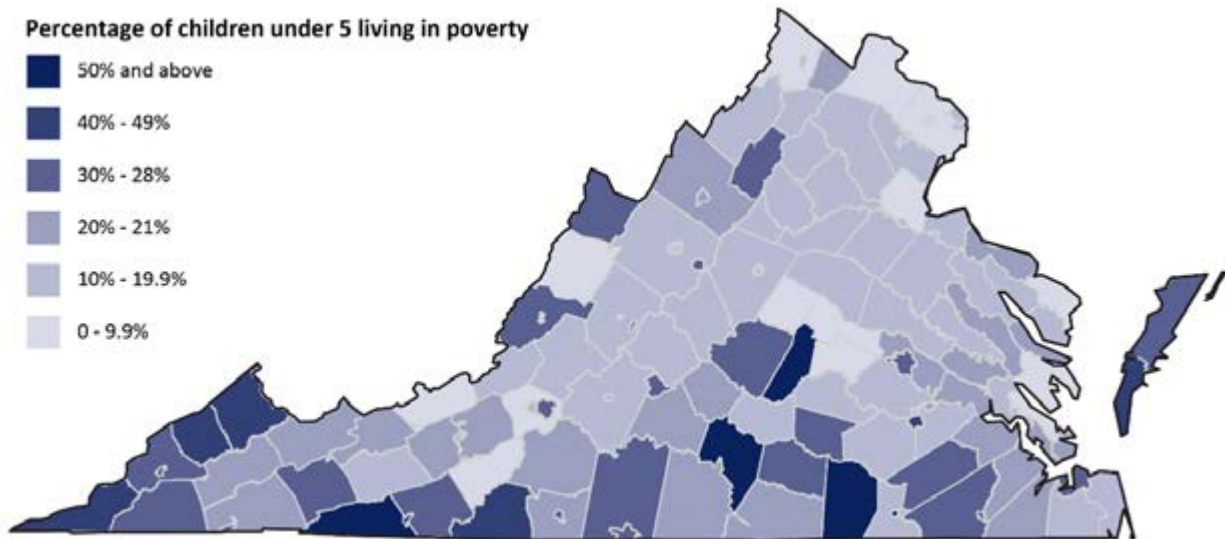 Percentage of children under 5 living in poverty
50% and above
40% - 49%
30% - 28%
20% - 21%
10% - 19.9%
0 - 9.9%